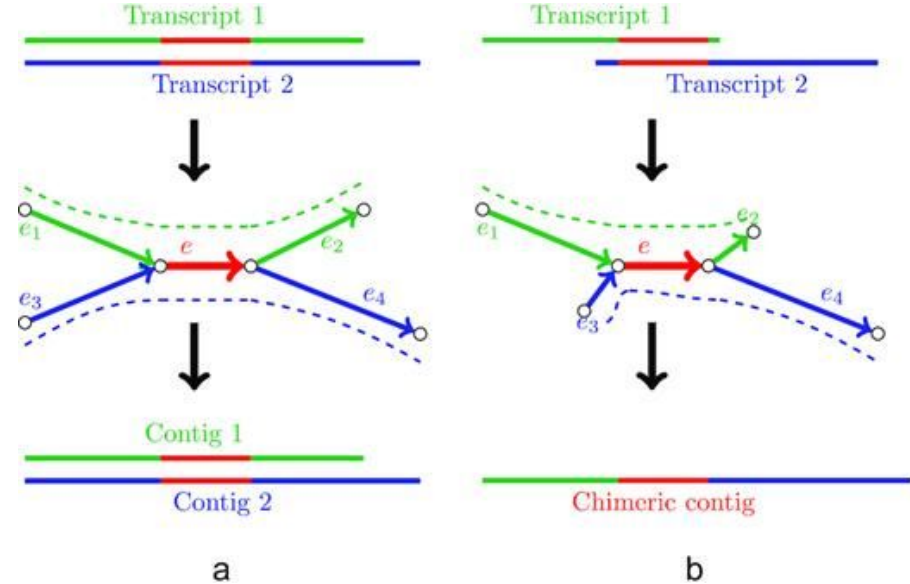 Transcript 1
Transcript 2
e1
e
e2
e3
e4
Contig 1
Contig 2
a
Transcript 1
Transcript 2
e1
e
e2
e3
e4
Chimeric contig
b